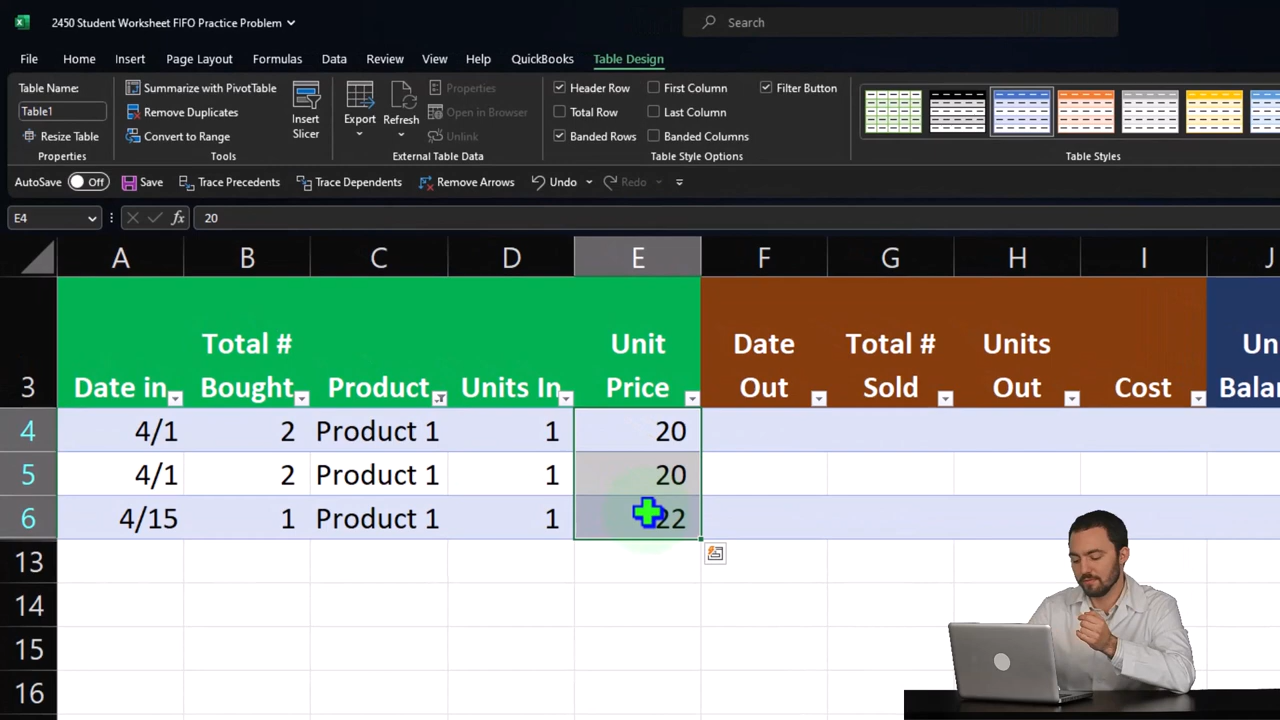 2450 Student Worksheet FIFO Practice Problem
Search
File Home Insert Page Layout Formulas Data Review View Help QuickBooks Table Design
Table Name:
Table1
Resize Table
Properties
Summarize with PivotTable
Remove Duplicates
Convert to Range
Insert
Slicer
Tools
Export
Refresh
Properties
Open in Browser
Unlink
External Table Data
Header Row
Total Row
Banded Rows
First Column
Last Column
Banded Columns
Filter Button
Table Style Options
Table Styles
AutoSave Off Save Trace Precedents Trace Dependents Remove Arrows Undo Redo
E4 fx 20
A B C D E F G H I J
3
Date in
Total #
Bought
Product
Units In
Unit
Price
Date
Out
Total #
Sold
Units
Out
Cost
Un
Balan
4 4/1 2 Product 1 1 20
5 4/1 2 Product 1 1 20
6 4/15 1 Product 1 1 22
13
14
15
16